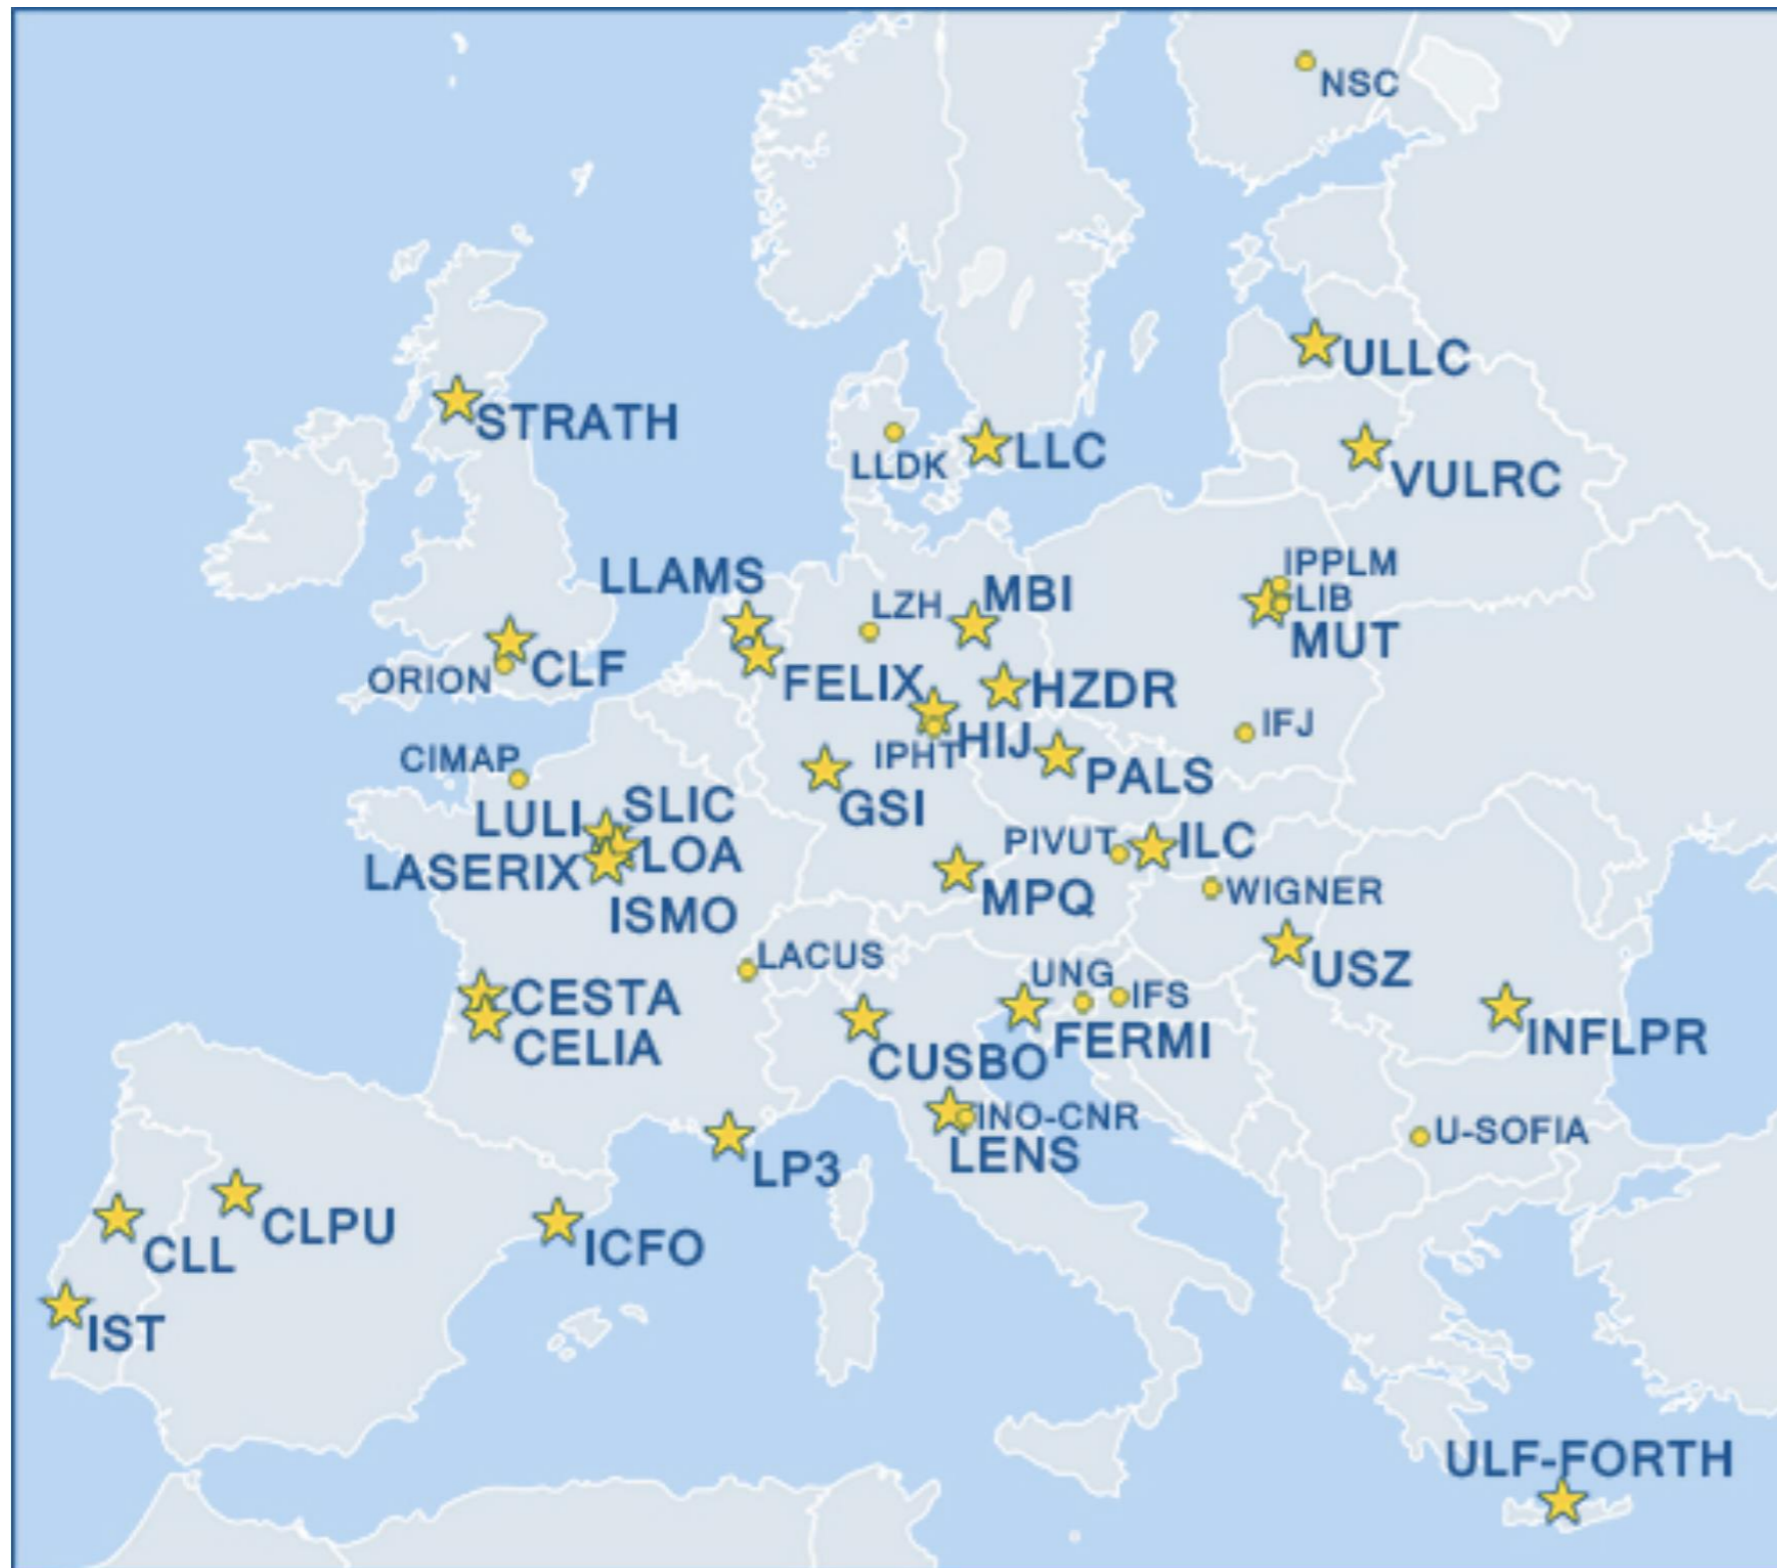 NSC
ULLC
STRATH
LLDK
LLC
VULRC
IPPLM
LLAMS
LZH
MBI
LIB
MUT
ORION
CLF
FELIX
HZDR
IFJ
IPHT
HIJ
CIMAP
PALS
SLIC
GSI
LULI
PIVUT
ILC
LOA
LASERIX
WIGNER
MPQ
ISMO
LACUS
USZ
UNG
IFS
CESTA
INFLPR
FERMI
CELIA
CUSBO
INO-CNR
U-SOFIA
LENS
LP3
CLPU
ICFO
CLL
IST
ULF-FORTH